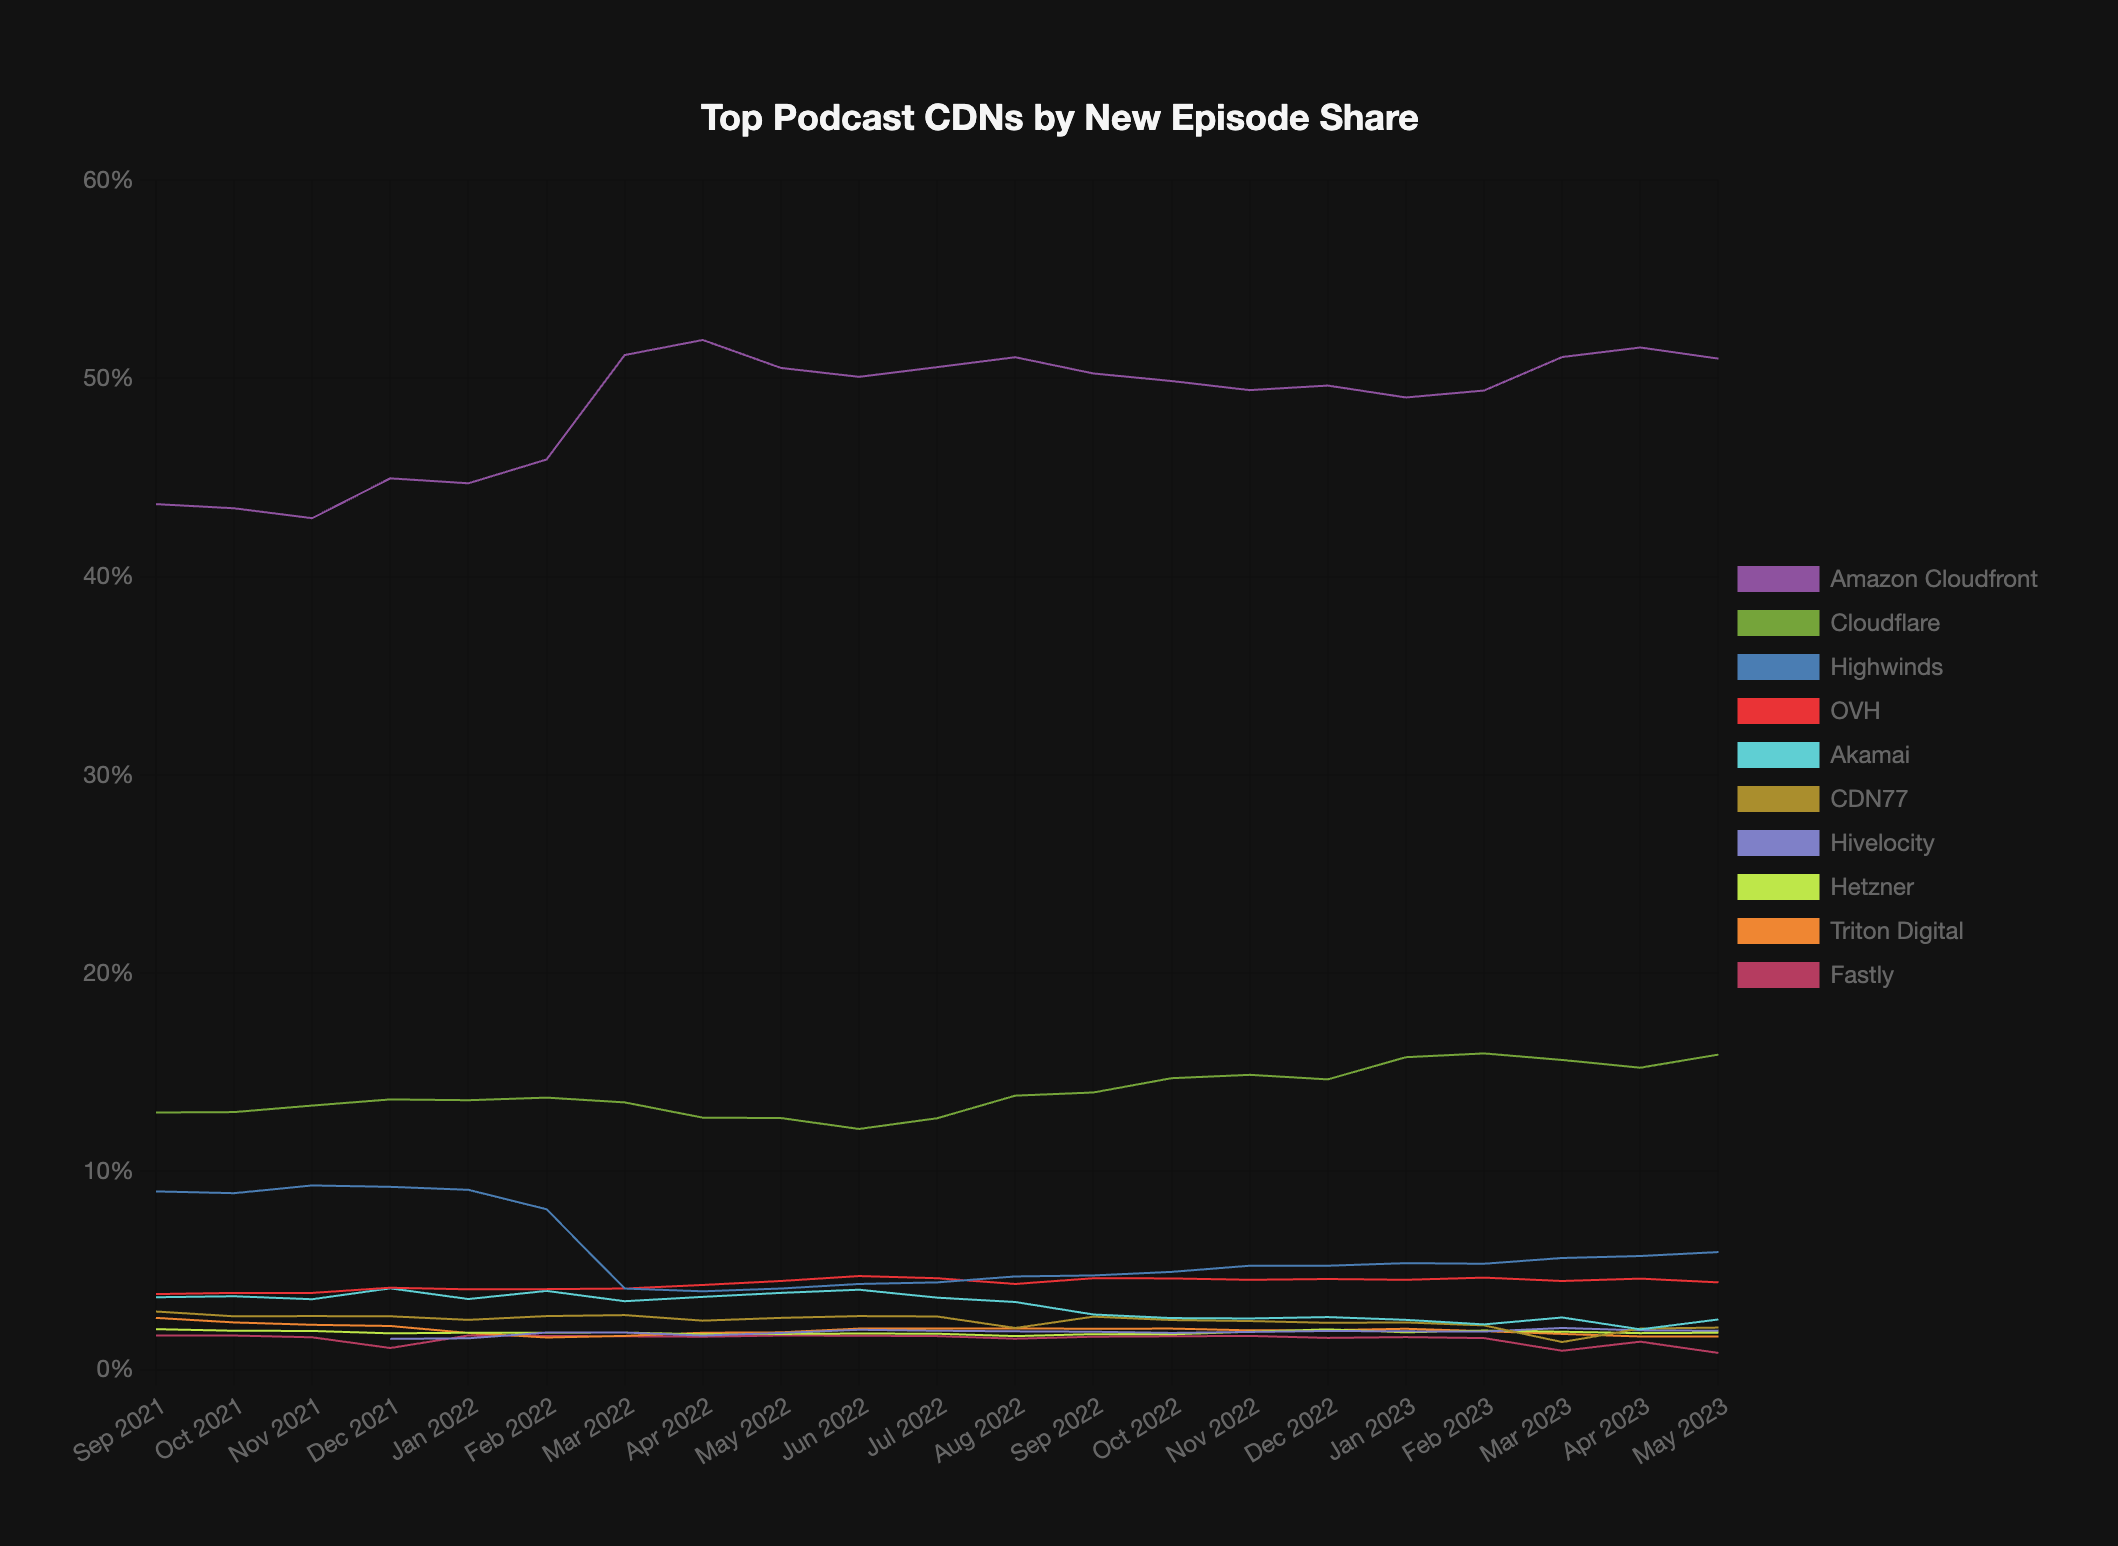 Top Podcast CDNs by New Episode Share
60%
50%
40%
30%
20%
10%
0%
Amazon Cloudfront
Cloudflare
Highwinds
OVH
Akamai
CDN77
Hivelocity
Hetzner
Triton Digital
Fastly
Sep 2021
Oct 2021
Nov 2021
Dec 2021
Jan 2022
Feb 2022
Mar 2022
Apr 2022
May 2022
Jun 2022
Jul 2022
Aug 2022
Sep 2022
Oct 2022
Nov 2022
Dec 2022
Jan 2023
Feb 2023
Mar 2023
Apr 2023
May 2023